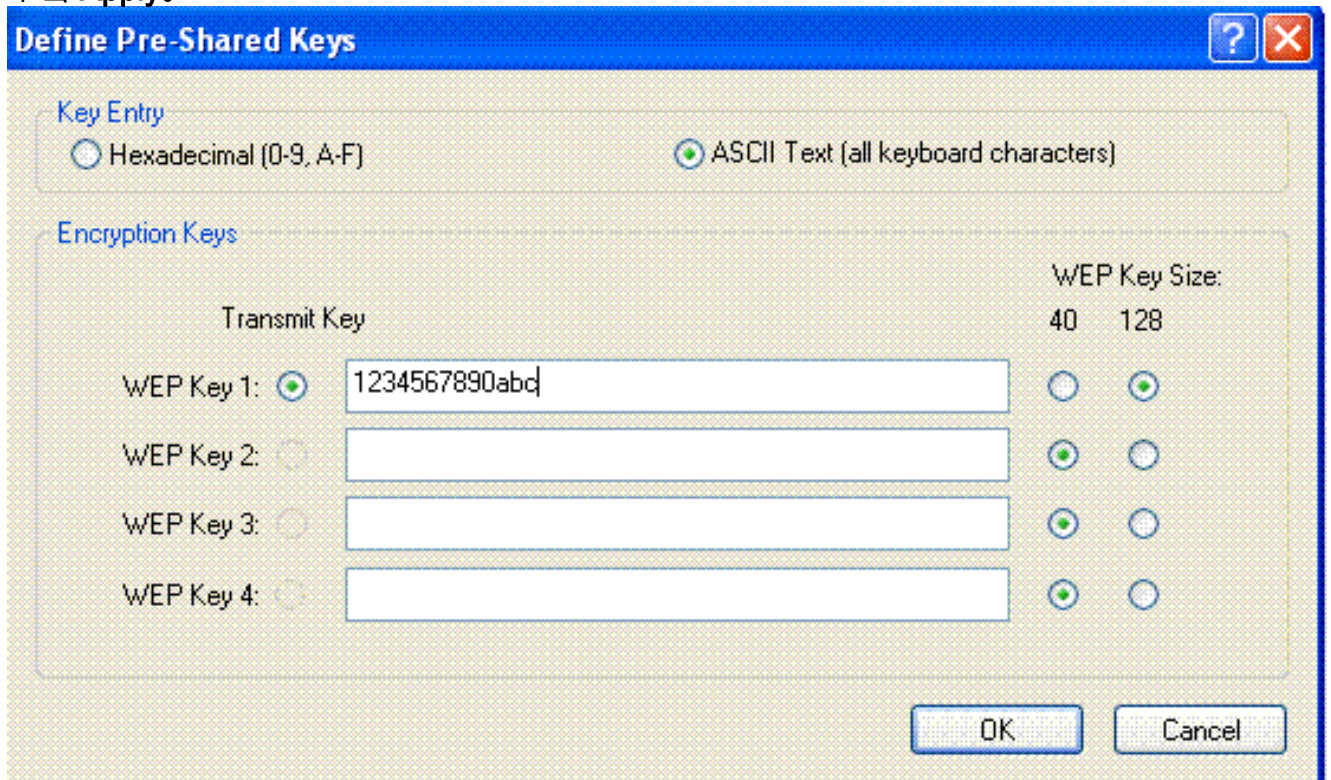 Apply。
Define Pre-Shared Keys
Key Entry
Hexadecimal (0-9, A-F)
ASCII Text (all keyboard characters)
Encryption Keys
WEP Key Size:
Transmit Key
40 128
WEP Key 1: 1234567890abc
WEP Key 2:
WEP Key 3:
WEP Key 4:
OK
Cancel